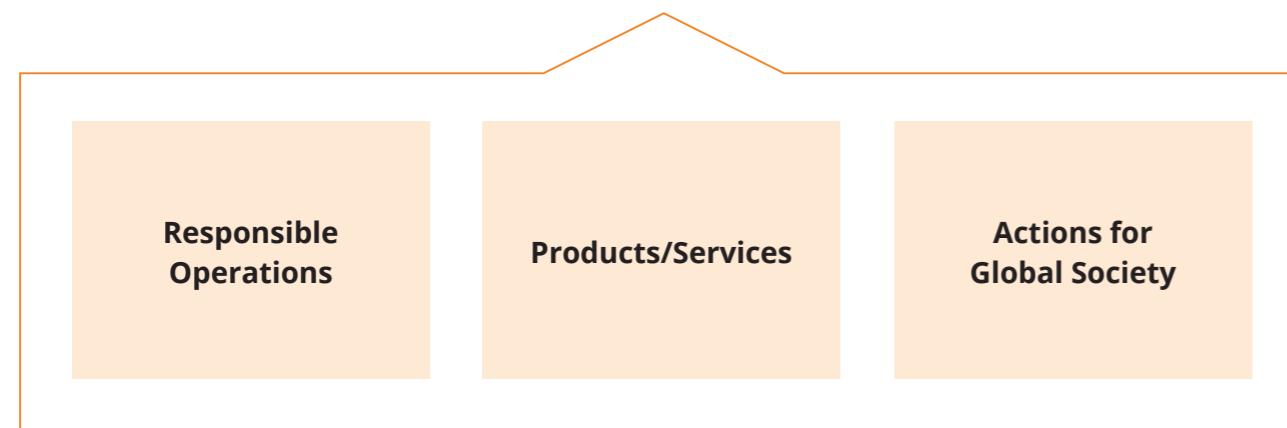 Responsible
Operations
Products/Services
Actions for
Global Society